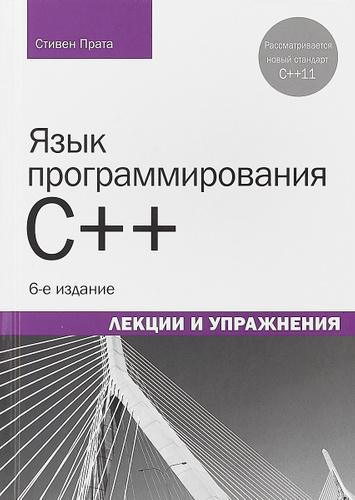 Стивен Прата
Рассматривается
новый стандарт
C++11
Язык
программирования
C++
6-е издание
ЛЕКЦИИ И УПРАЖНЕНИЯ